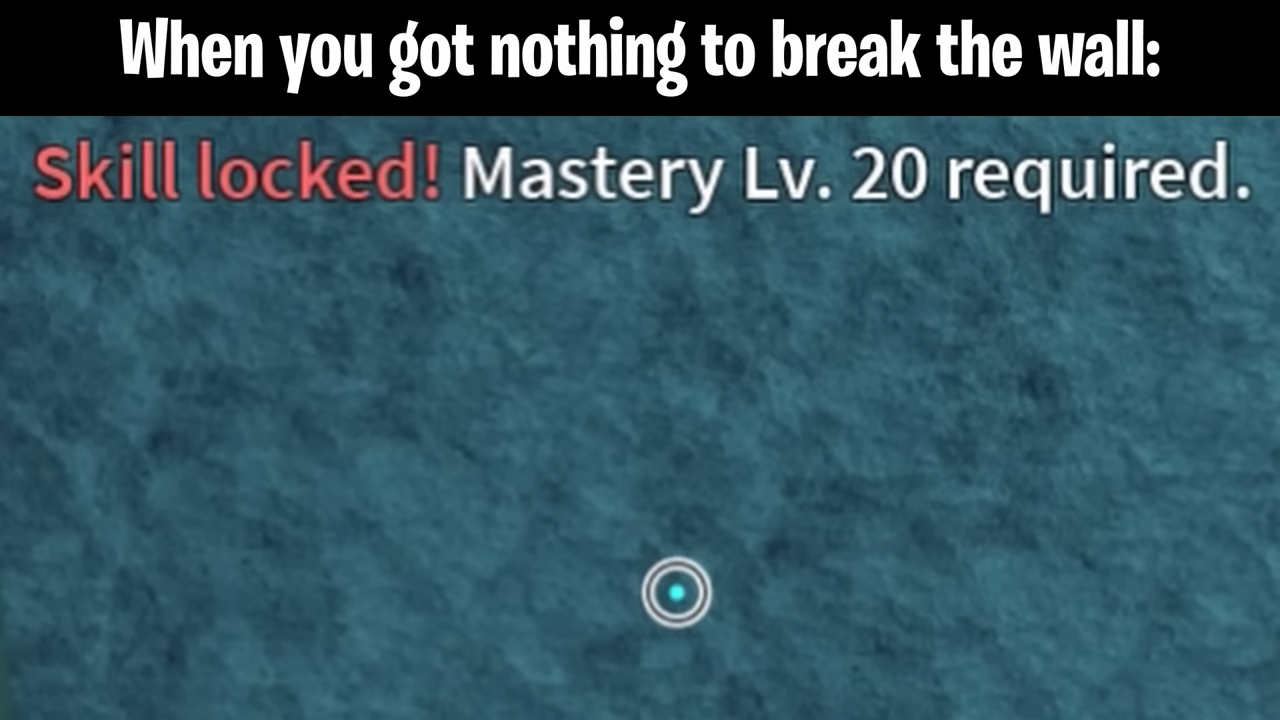 When you got nothing to break the wall:
Skill locked! Mastery Lv. 20 required.